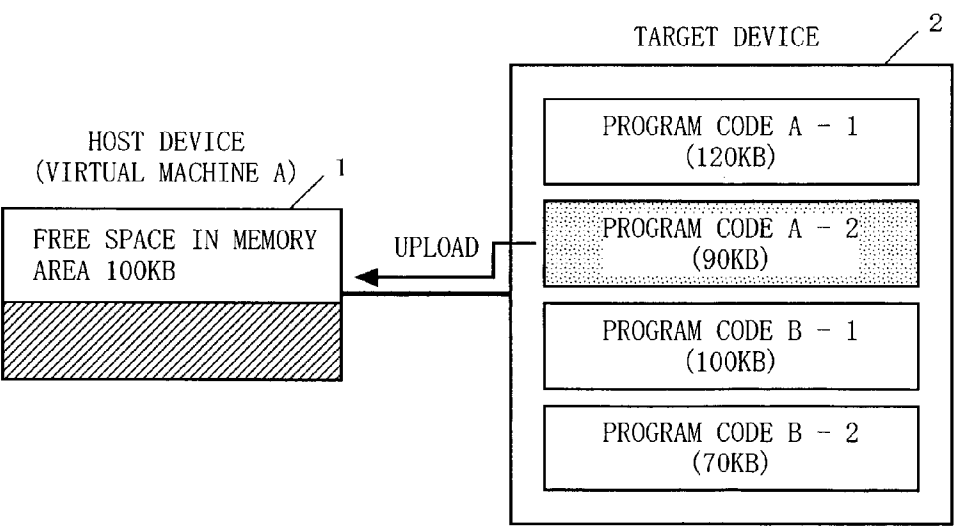 TARGET DEVICE
2
HOST DEVICE
(VIRTUAL MACHINE A)
1
FREE SPACE IN MEMORY
AREA 100KB
UPLOAD
PROGRAM CODE A - 1
(120KB)
PROGRAM CODE A - 2
(90KB)
PROGRAM CODE B - 1
(100KB)
PROGRAM CODE B - 2
(70KB)